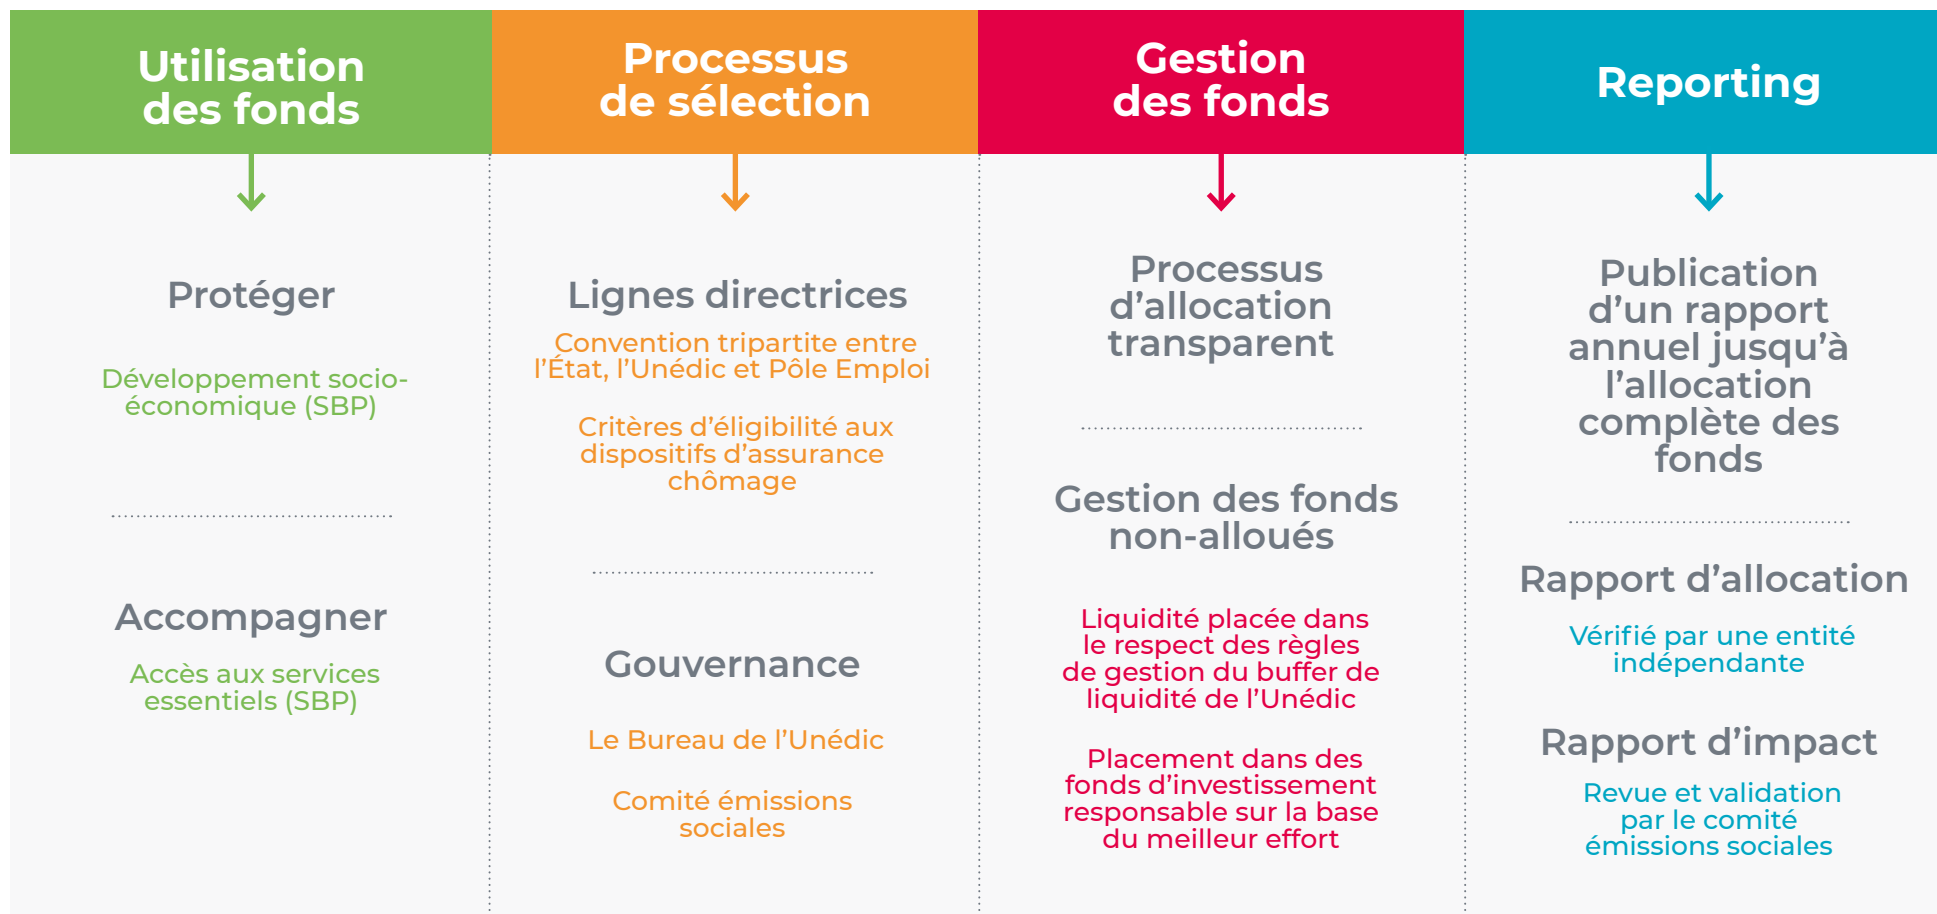 Utilisation
des fonds
Protéger
Développement socio-
économique (SBP)
Accompagner
Accès aux services
essentiels (SBP)
Processus
de sélection
Lignes directrices
Convention tripartite entre
l’État, l’Unédic et Pôle Emploi
Critères d’éligibilité aux
dispositifs d’assurance
chômage
Gouvernance
Le Bureau de l’Unédic
Comité émissions
sociales
Gestion
des fonds
Processus
d’allocation
transparent
Gestion des fonds
non-alloués
Liquidité placée dans
le respect des règles
de gestion du buffer de
liquidité de l’Unédic
Placement dans des
fonds d’investissement
responsable sur la base
du meilleur effort
Reporting
Publication
d’un rapport
annuel jusqu’à
l’allocation
complète des
fonds
Rapport d’allocation
Vérifié par une entité
indépendante
Rapport d’impact
Revue et validation
par le comité
émissions sociales